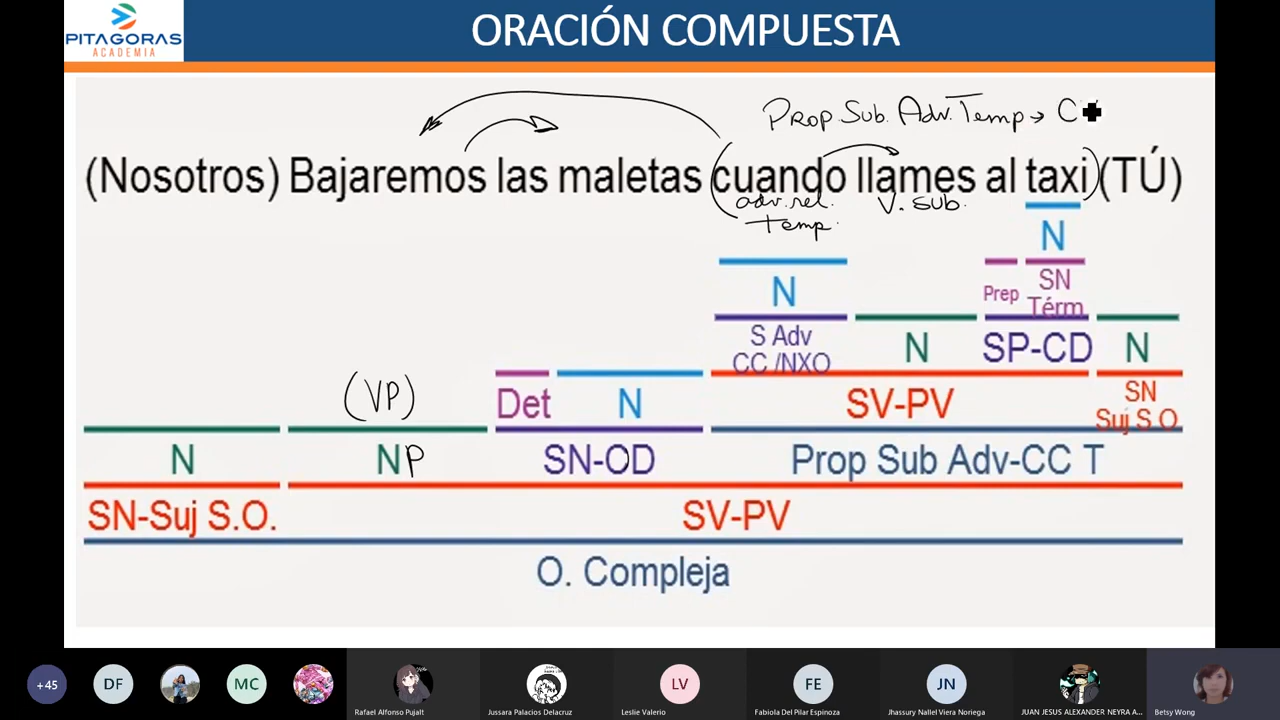 PITAGORAS
ACADEMIA
ORACIÓN COMPUESTA
Prop. Sub. Adv. Temp → C
(Nosotros) Bajaremos las maletas (cuando llames al taxi) (TÚ)
adv. rel. V. Sub.
Temp.
N
N Prep SN
Térm
S Adv N SP-CD N
CC /NXO
(VP) Det N SV-PV SN
Suj S O
N NP SN-OD Prop Sub Adv-CC T
SN-Suj S.O. SV-PV
O. Compleja
+45 DF MC LV FE JN
Rafael Alfonso Pujalt Jussara Palacios Delacruz Leslie Valerio Fabiola Del Pilar Espinoza Jhassury Nallel Viera Noriega JUAN JESUS ALEXANDER NEYRA A... Betsy Wong